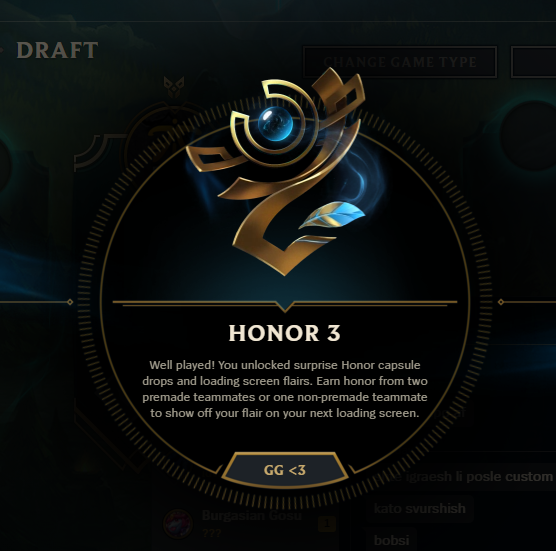 DRAFT
CHANGE GAME TYPE
HONOR 3
Well played! You unlocked surprise Honor capsule
drops and loading screen flairs. Earn honor from two
premade teammates or one non-premade teammate
to show off your flair on your next loading screen.
GG <3
igraesh li posle custom
kato svurshish
Burgasian Gosu
???
bobsi